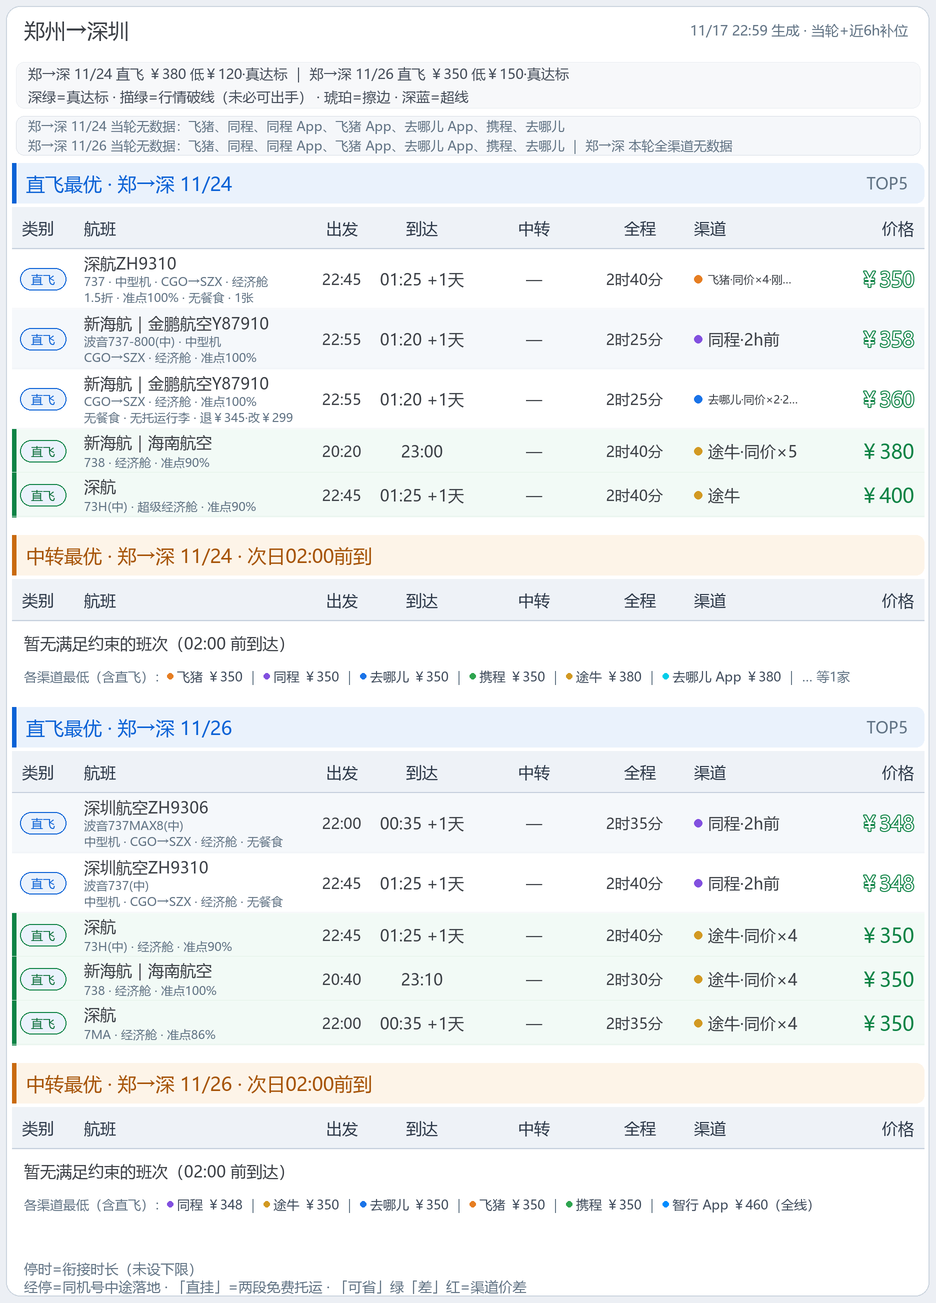 郑州→深圳
11/17 22:59 生成 · 当轮+近6h补位
郑→深 11/24 直飞 ￥380 低￥120·真达标 | 郑→深 11/26 直飞 ￥350 低￥150·真达标
深绿=真达标 · 描绿=行情破线（未必可出手） · 琥珀=擦边 · 深蓝=超线
郑→深 11/24 当轮无数据：飞猪、同程、同程 App、飞猪 App、去哪儿 App、携程、去哪儿
郑→深 11/26 当轮无数据：飞猪、同程、同程 App、飞猪 App、去哪儿 App、携程、去哪儿 | 郑→深 本轮全渠道无数据
直飞最优 · 郑→深 11/24 TOP5
类别 航班 出发 到达 中转 全程 渠道 价格
深航ZH9310
737 · 中型机 · CGO→SZX · 经济舱
直飞 22:45 01:25 +1天 — 2时40分 飞猪·同价×4·刚... ￥350
1.5折 · 准点100% · 无餐食 · 1张
新海航 | 金鹏航空Y87910
波音737-800(中) · 中型机
直飞 22:55 01:20 +1天 — 2时25分 同程·2h前 ￥358
CGO→SZX · 经济舱 · 准点100%
新海航 | 金鹏航空Y87910
CGO→SZX · 经济舱 · 准点100%
直飞 22:55 01:20 +1天 — 2时25分 去哪儿·同价×2·2... ￥360
无餐食 · 无托运行李 · 退￥345·改￥299
新海航 | 海南航空
直飞 20:20 23:00 — 2时40分 途牛·同价×5 ￥380
738 · 经济舱 · 准点90%
深航
直飞 22:45 01:25 +1天 — 2时40分 途牛 ￥400
73H(中) · 超级经济舱 · 准点90%
中转最优 · 郑→深 11/24 · 次日02:00前到
类别 航班 出发 到达 中转 全程 渠道 价格
暂无满足约束的班次（02:00 前到达）
各渠道最低（含直飞）: 飞猪 ￥350 | 同程 ￥350 | 去哪儿 ￥350 | 携程 ￥350 | 途牛 ￥380 | 去哪儿 App ￥380 | ... 等1家
直飞最优 · 郑→深 11/26 TOP5
类别 航班 出发 到达 中转 全程 渠道 价格
深圳航空ZH9306
波音737MAX8(中)
直飞 22:00 00:35 +1天 — 2时35分 同程·2h前 ￥348
中型机 · CGO→SZX · 经济舱 · 无餐食
深圳航空ZH9310
波音737(中)
直飞 22:45 01:25 +1天 — 2时40分 同程·2h前 ￥348
中型机 · CGO→SZX · 经济舱 · 无餐食
深航
直飞 22:45 01:25 +1天 — 2时40分 途牛·同价×4 ￥350
73H(中) · 经济舱 · 准点90%
新海航 | 海南航空
直飞 20:40 23:10 — 2时30分 途牛·同价×4 ￥350
738 · 经济舱 · 准点100%
深航
直飞 22:00 00:35 +1天 — 2时35分 途牛·同价×4 ￥350
7MA · 经济舱 · 准点86%
中转最优 · 郑→深 11/26 · 次日02:00前到
类别 航班 出发 到达 中转 全程 渠道 价格
暂无满足约束的班次（02:00 前到达）
各渠道最低（含直飞）: 同程 ￥348 | 途牛 ￥350 | 去哪儿 ￥350 | 飞猪 ￥350 | 携程 ￥350 | 智行 App ￥460（全线）
停时=衔接时长（未设下限）
经停=同机号中途落地 · 「直挂」=两段免费托运 · 「可省」绿「差」红=渠道价差